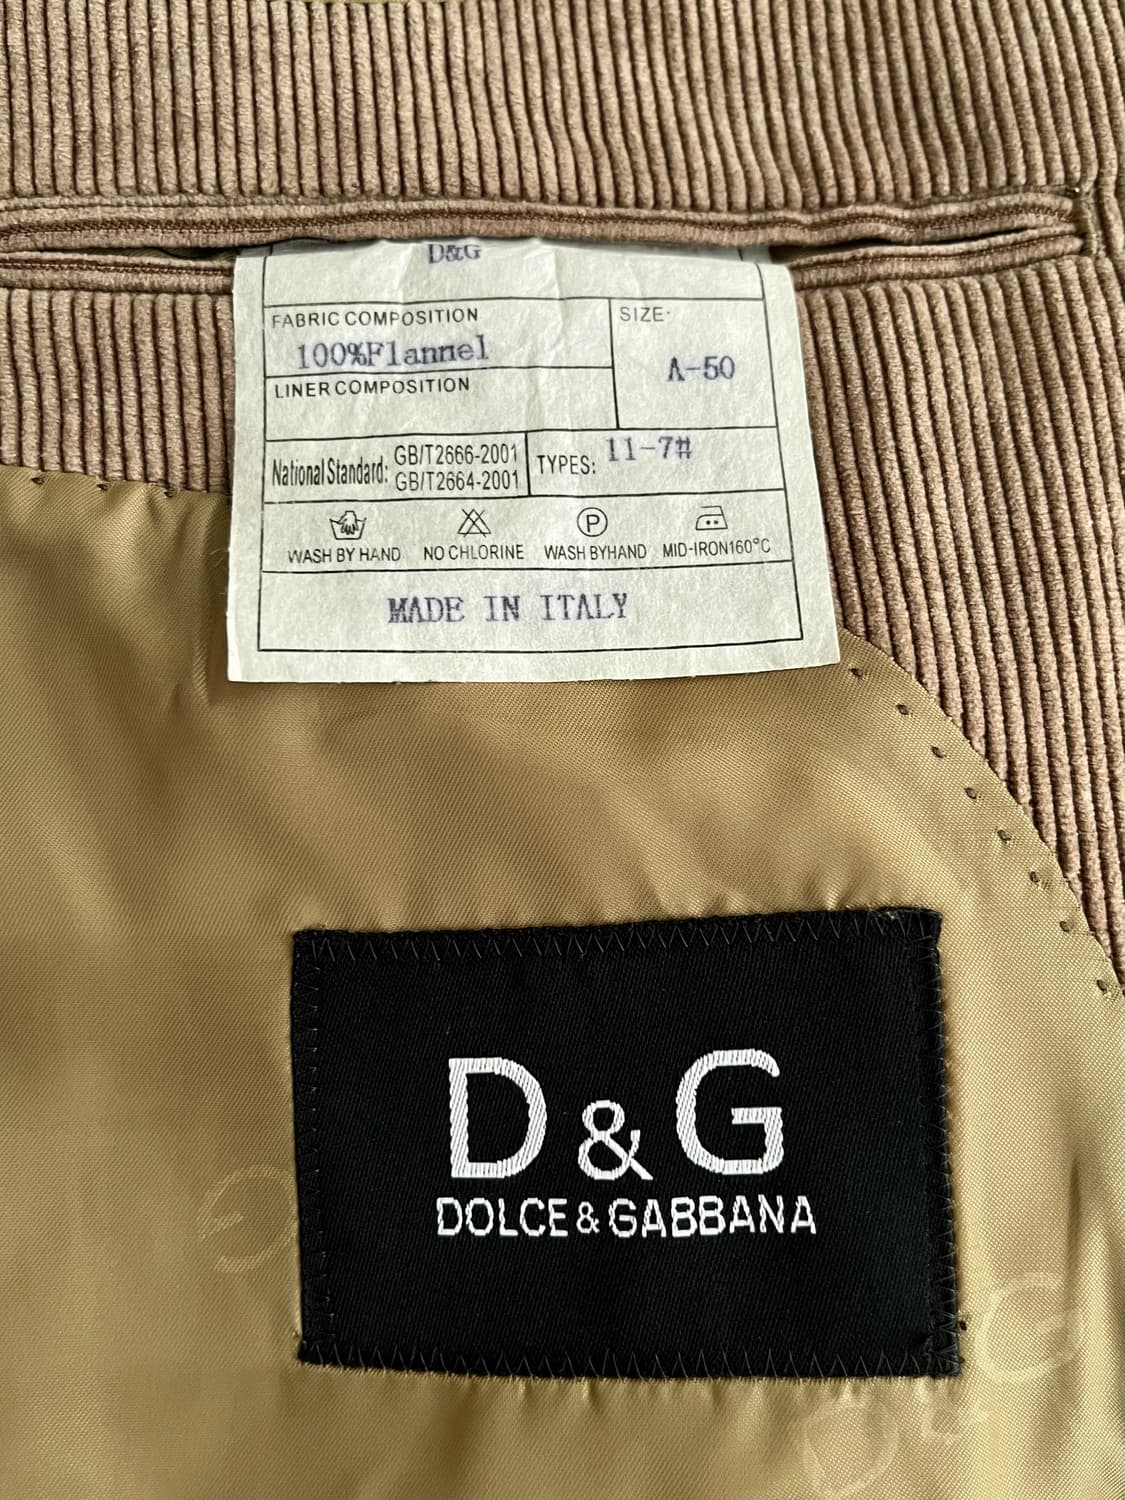 D&G
FABRIC COMPOSITION
100%Flannel
SIZE:
A-50
LINER COMPOSITION
National Standard: GB/T2666-2001
GB/T2664-2001
TYPES: 11-7#
P
WASH BY HAND NO CHLORINE WASH BYHAND MID-IRON160°C
MADE IN ITALY
D&G
DOLCE&GABBANA